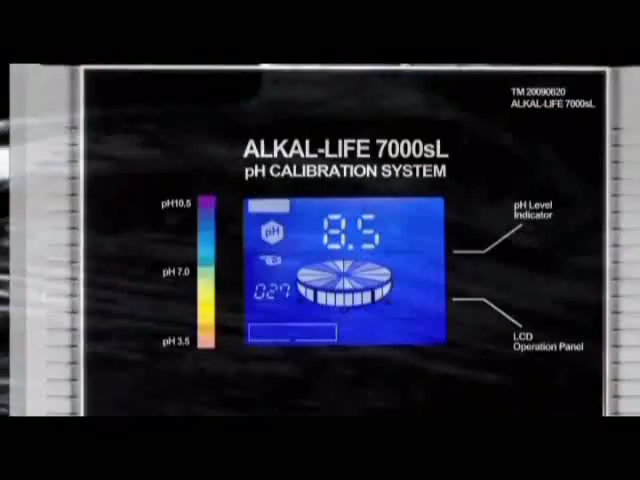 TM 20090820
ALKAL-LIFE 7000sL
ALKAL-LIFE 7000sL
pH CALIBRATION SYSTEM
pH10.5
pH 7.0
pH 3.5
pH
8.5
027
pH Level
Indicator
LCD
Operation Panel